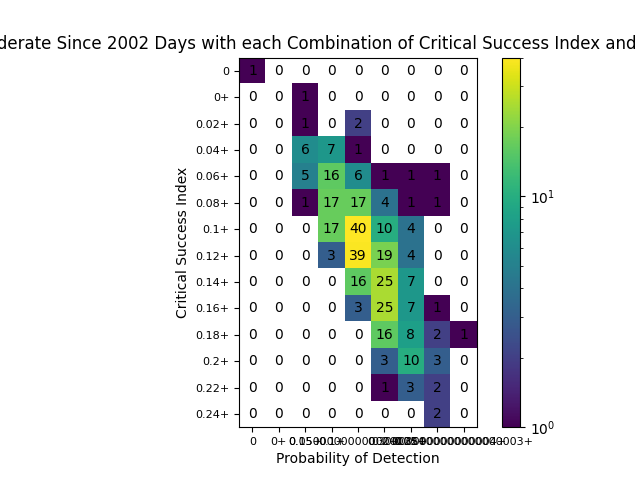 derate Since 2002 Days with each Combination of Critical Success Index and
0 1 0 0 0 0 0 0 0 0
0+ 0 0 1 0 0 0 0 0 0
0.02+ 0 0 1 0 2 0 0 0 0
0.04+ 0 0 6 7 1 0 0 0 0
0.06+ 0 0 5 16 6 1 1 1 0
0.08+ 0 0 1 17 17 4 1 1 0
0.1+ 0 0 0 17 40 10 4 0 0
0.12+ 0 0 0 3 39 19 4 0 0
0.14+ 0 0 0 0 16 25 7 0 0
0.16+ 0 0 0 0 3 25 7 1 0
0.18+ 0 0 0 0 0 16 8 2 1
0.2+ 0 0 0 0 0 3 10 3 0
0.22+ 0 0 0 0 0 1 3 2 0
0.24+ 0 0 0 0 0 0 0 2 0
0 0+
Probability of Detection
Critical Success Index
10¹
10⁰